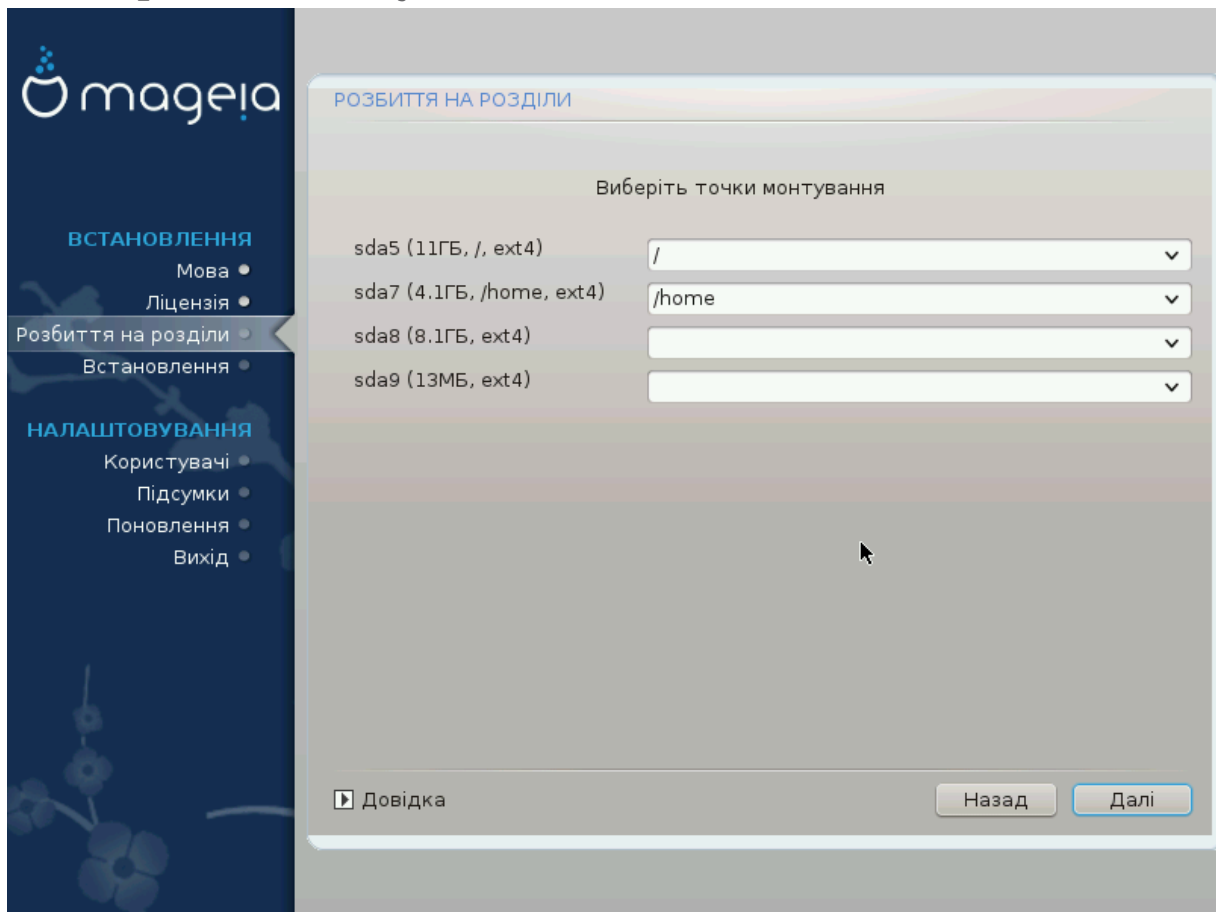 mageia
РОЗБИТТЯ НА РОЗДІЛИ
Виберіть точки монтування
ВСТАНОВЛЕННЯ
Мова
Ліцензія
Розбиття на розділи
Встановлення
НАЛАШТОВУВАННЯ
Користувачі
Підсумки
Поновлення
Вихід
sda5 (11ГБ, /, ext4) /
sda7 (4.1ГБ, /home, ext4) /home
sda8 (8.1ГБ, ext4)
sda9 (13МБ, ext4)
Довідка
Назад
Далі